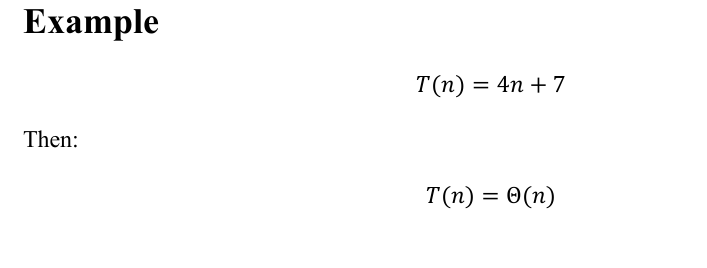 Example
T(n) = 4n + 7
Then:
T(n) = Θ(n)